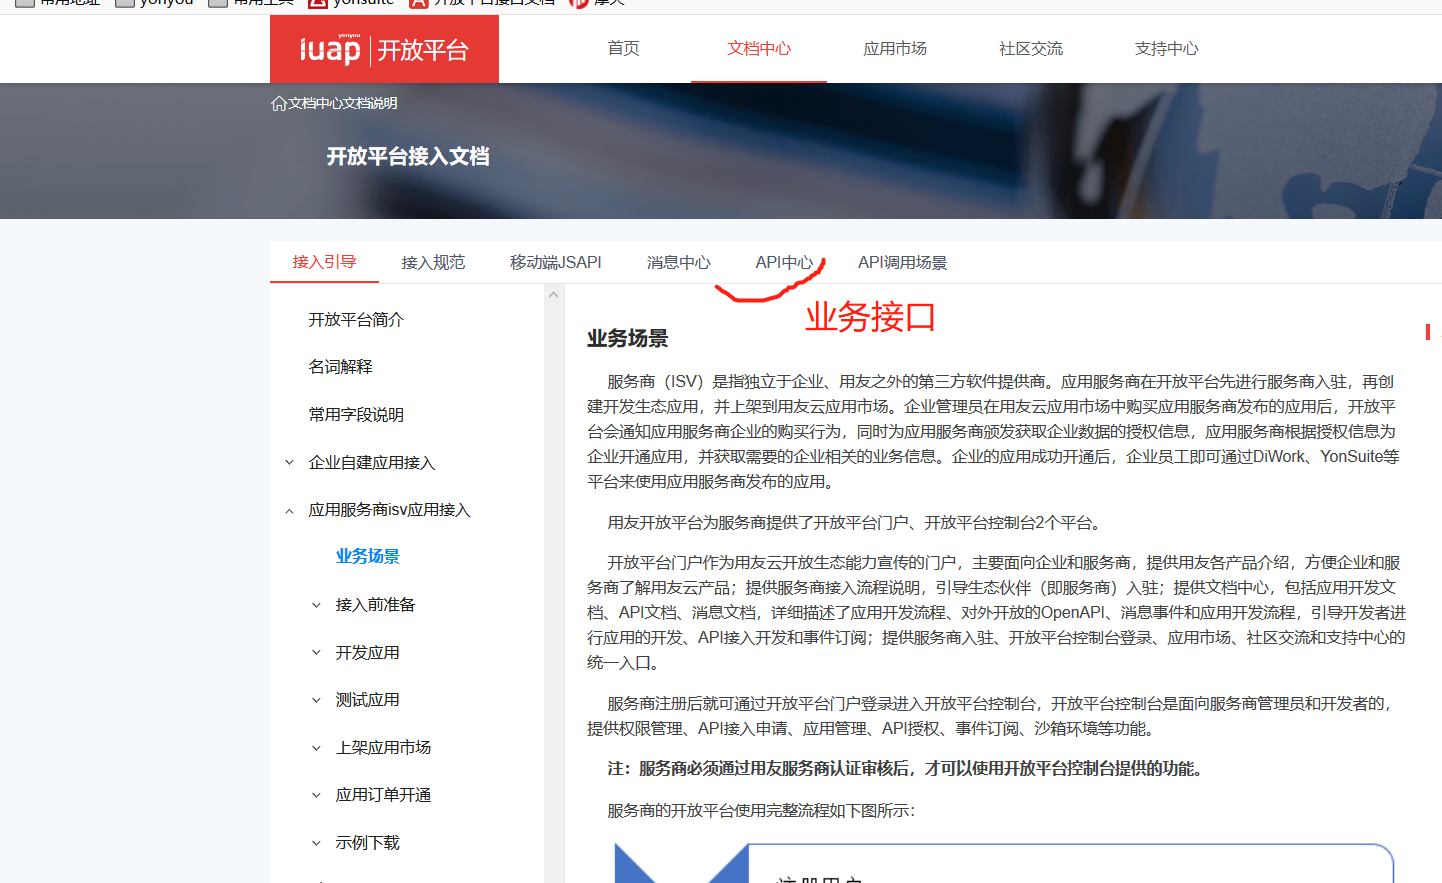 常用地址 yonyou 常用工具 yonsuite 开放平台接口文档
yonyou
iuap 开放平台 首页 文档中心 应用市场 社区交流 支持中心
文档中心文档说明
开放平台接入文档
接入引导 接入规范 移动端JSAPI 消息中心 API中心 API调用场景
业务接口
开放平台简介
名词解释
常用字段说明
企业自建应用接入
应用服务商isv应用接入
业务场景
接入前准备
开发应用
测试应用
上架应用市场
应用订单开通
示例下载
业务场景
服务商（ISV）是指独立于企业、用友之外的第三方软件提供商。应用服务商在开放平台先进行服务商入驻，再创
建开发生态应用，并上架到用友云应用市场。企业管理员在用友云应用市场中购买应用服务商发布的应用后，开放平
台会通知应用服务商企业的购买行为，同时为应用服务商颁发获取企业数据的授权信息，应用服务商根据授权信息为
企业开通应用，并获取需要的企业相关的业务信息。企业的应用成功开通后，企业员工即可通过DiWork、YonSuite等
平台来使用应用服务商发布的应用。
用友开放平台为服务商提供了开放平台门户、开放平台控制台2个平台。
开放平台门户作为用友云开放生态能力宣传的门户，主要面向企业和服务商，提供用友各产品介绍，方便企业和服
务商了解用友云产品；提供服务商接入流程说明，引导生态伙伴（即服务商）入驻；提供文档中心，包括应用开发文
档、API文档、消息文档，详细描述了应用开发流程、对外开放的OpenAPI、消息事件和应用开发流程，引导开发者进
行应用的开发、API接入开发和事件订阅；提供服务商入驻、开放平台控制台登录、应用市场、社区交流和支持中心的
统一入口。
服务商注册后就可通过开放平台门户登录进入开放平台控制台，开放平台控制台是面向服务商管理员和开发者的，
提供权限管理、API接入申请、应用管理、API授权、事件订阅、沙箱环境等功能。
注：服务商必须通过用友服务商认证审核后，才可以使用开放平台控制台提供的功能。
服务商的开放平台使用完整流程如下图所示：
注册用户